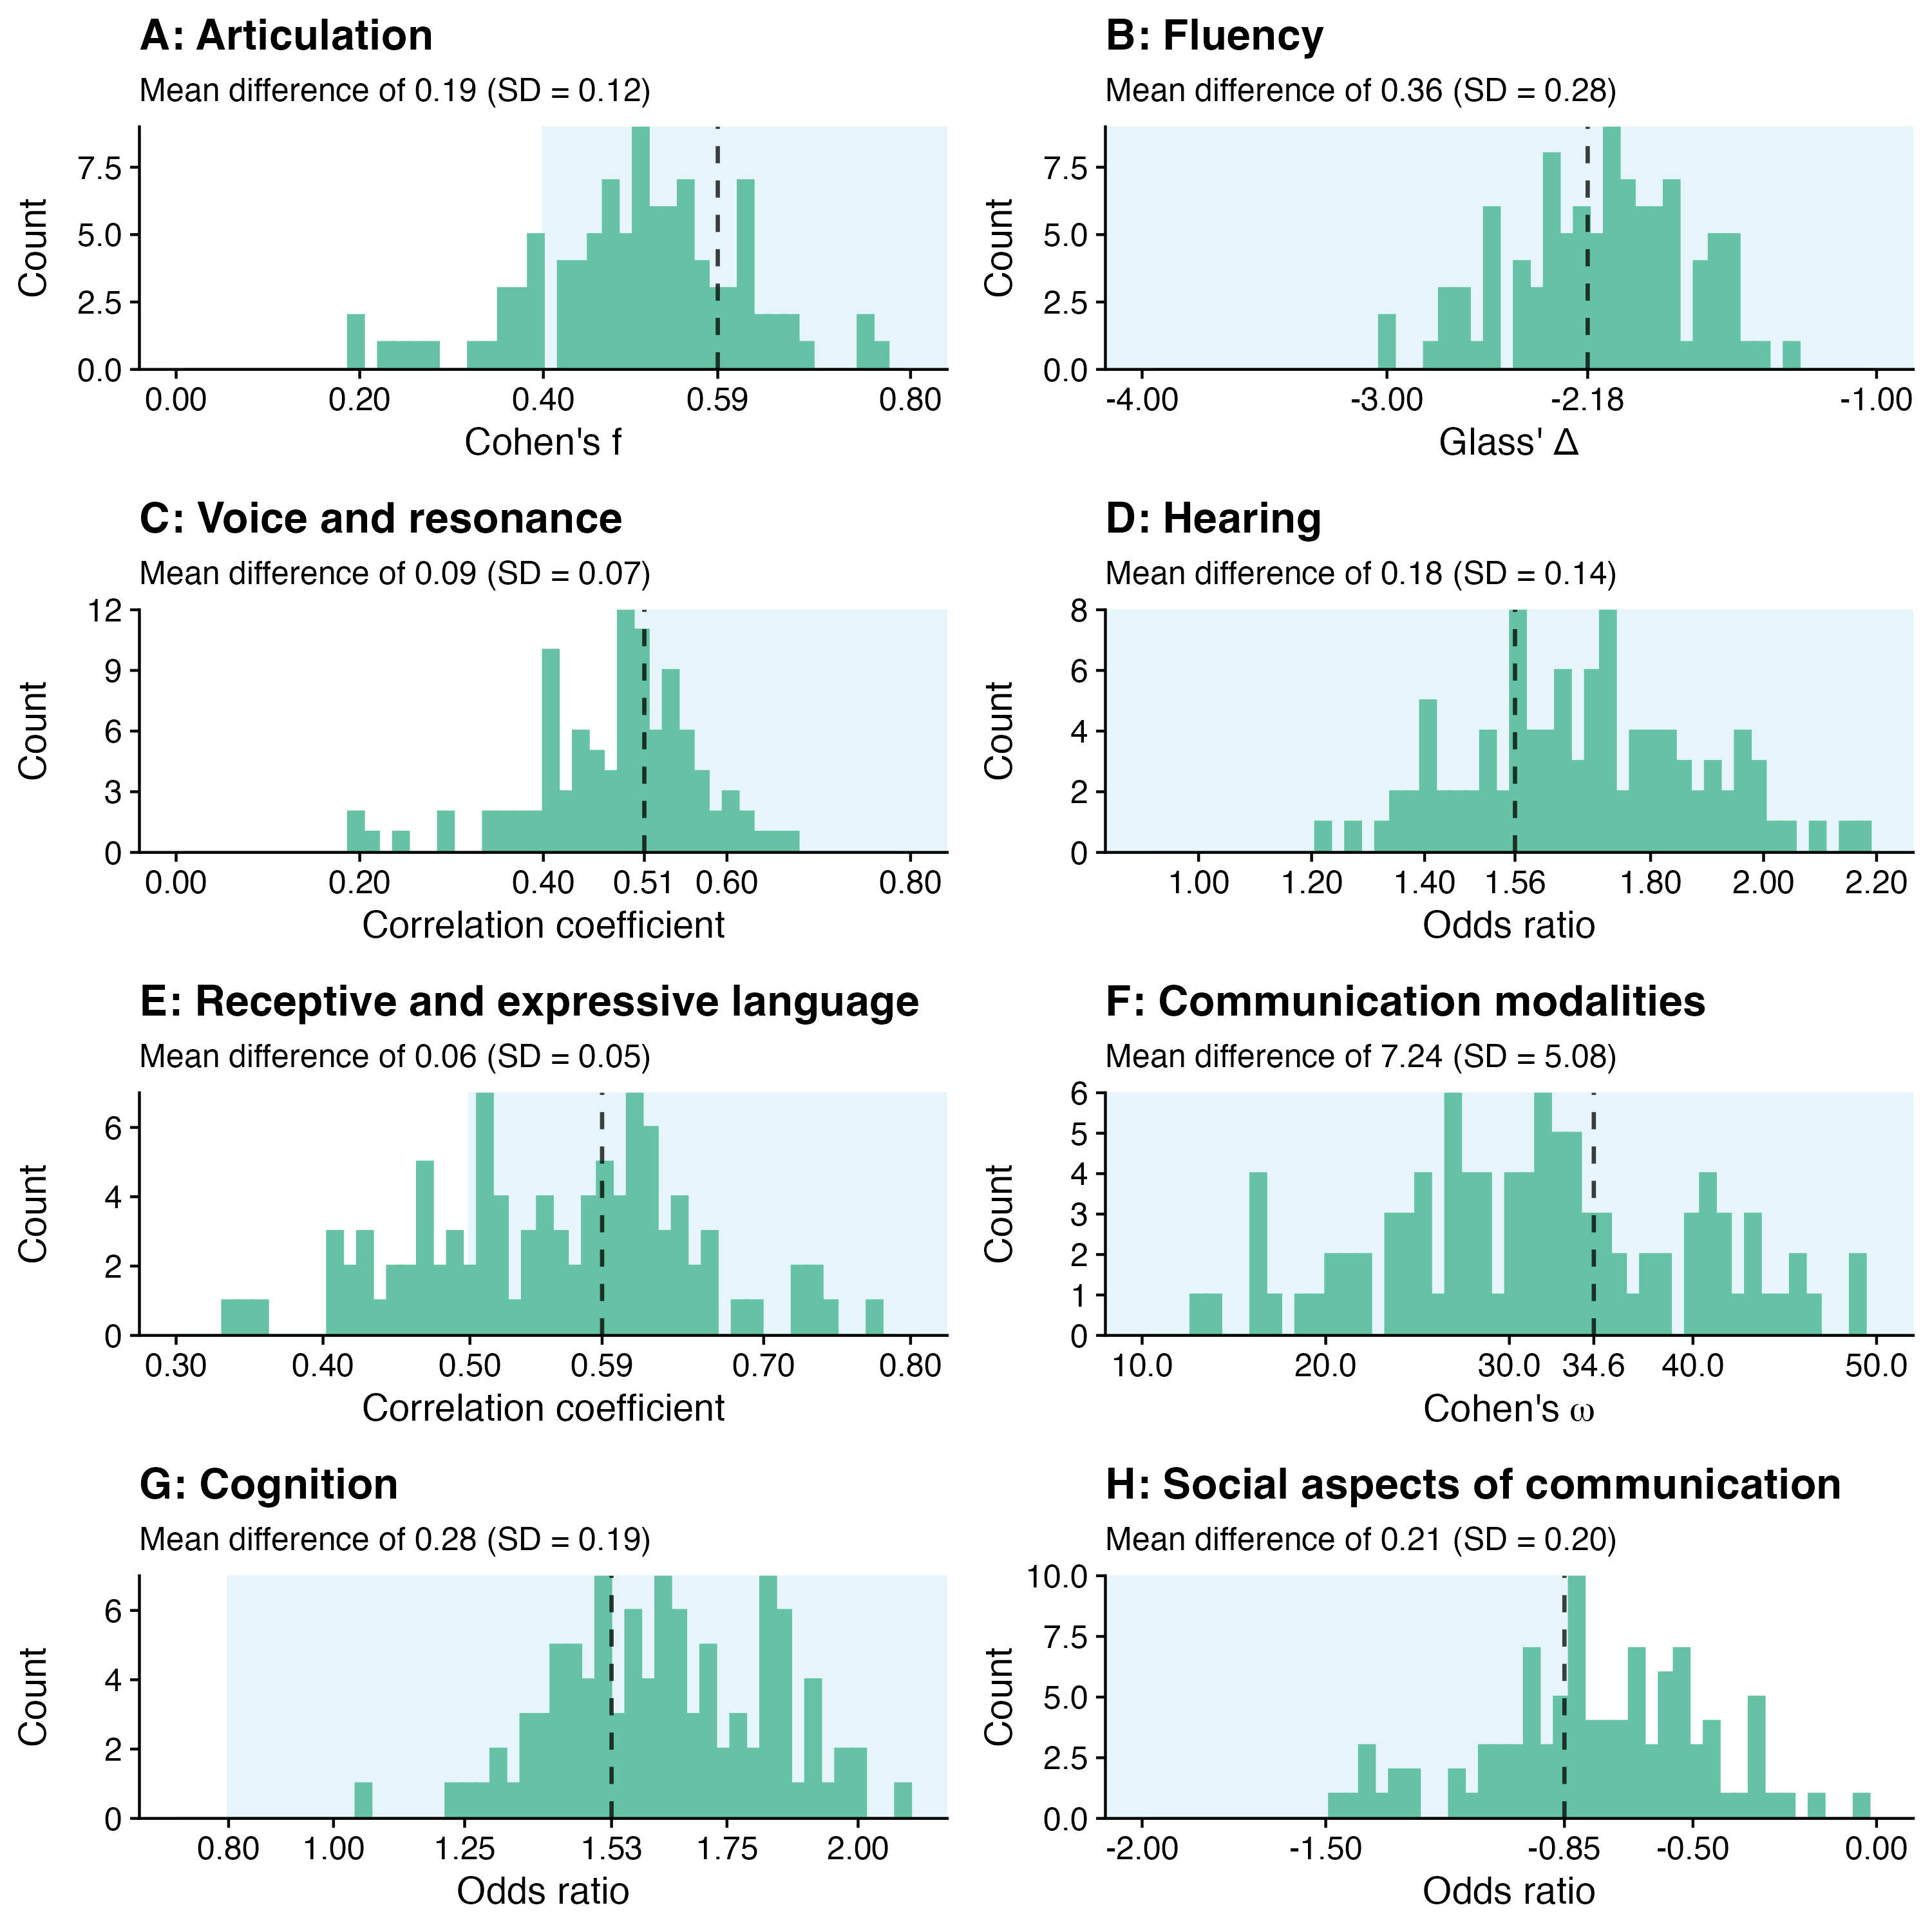 A: Articulation
Mean difference of 0.19 (SD = 0.12)
7.5
5.0
2.5
0.0
Count
0.00 0.20 0.40 0.59 0.80
Cohen's f
B: Fluency
Mean difference of 0.36 (SD = 0.28)
7.5
5.0
2.5
0.0
Count
-4.00 -3.00 -2.18 -1.00
Glass' Δ
C: Voice and resonance
Mean difference of 0.09 (SD = 0.07)
12
9
6
3
0
Count
0.00 0.20 0.40 0.51 0.60 0.80
Correlation coefficient
D: Hearing
Mean difference of 0.18 (SD = 0.14)
8
6
4
2
0
Count
1.00 1.20 1.40 1.56 1.80 2.00 2.20
Odds ratio
E: Receptive and expressive language
Mean difference of 0.06 (SD = 0.05)
6
4
2
0
Count
0.30 0.40 0.50 0.59 0.70 0.80
Correlation coefficient
F: Communication modalities
Mean difference of 7.24 (SD = 5.08)
6
5
4
3
2
1
0
Count
10.0 20.0 30.0 34.6 40.0 50.0
Cohen's ω
G: Cognition
Mean difference of 0.28 (SD = 0.19)
6
4
2
0
Count
0.80 1.00 1.25 1.53 1.75 2.00
Odds ratio
H: Social aspects of communication
Mean difference of 0.21 (SD = 0.20)
10.0
7.5
5.0
2.5
0.0
Count
-2.00 -1.50 -0.85 -0.50 0.00
Odds ratio